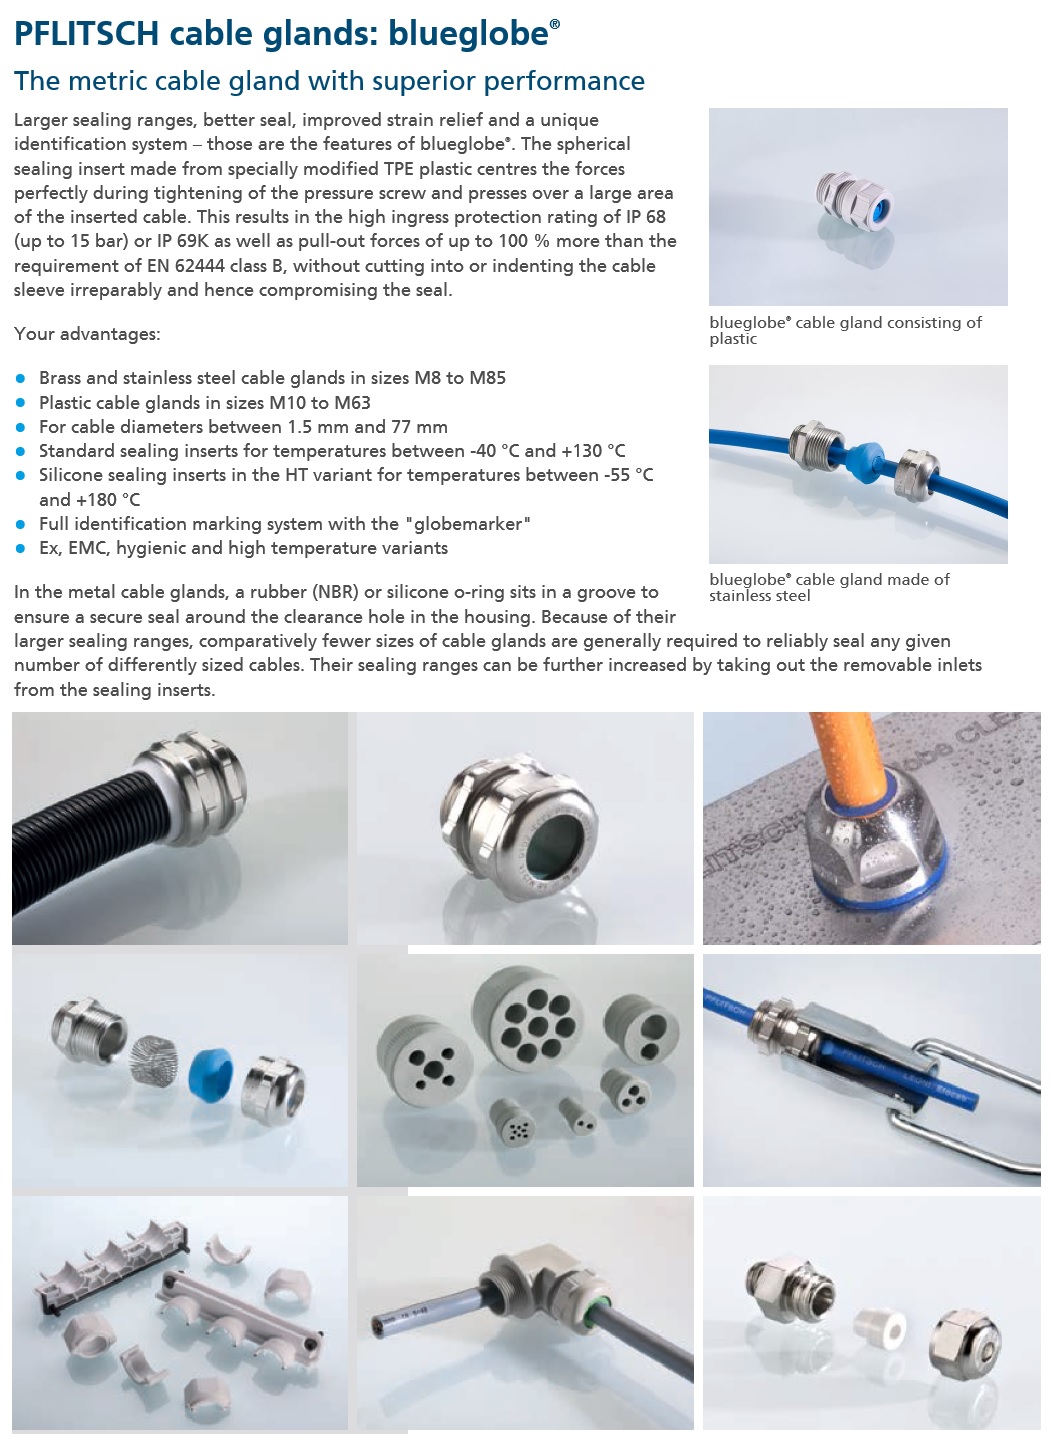 PFLITSCH cable glands: blueglobe®
The metric cable gland with superior performance
Larger sealing ranges, better seal, improved strain relief and a unique
identification system – those are the features of blueglobe®. The spherical
sealing insert made from specially modified TPE plastic centres the forces
perfectly during tightening of the pressure screw and presses over a large area
of the inserted cable. This results in the high ingress protection rating of IP 68
(up to 15 bar) or IP 69K as well as pull-out forces of up to 100 % more than the
requirement of EN 62444 class B, without cutting into or indenting the cable
sleeve irreparably and hence compromising the seal.
blueglobe® cable gland consisting of
plastic
Your advantages:
Brass and stainless steel cable glands in sizes M8 to M85
Plastic cable glands in sizes M10 to M63
For cable diameters between 1.5 mm and 77 mm
Standard sealing inserts for temperatures between -40 °C and +130 °C
Silicone sealing inserts in the HT variant for temperatures between -55 °C
and +180 °C
Full identification marking system with the "globemarker"
Ex, EMC, hygienic and high temperature variants
blueglobe® cable gland made of
stainless steel
In the metal cable glands, a rubber (NBR) or silicone o-ring sits in a groove to
ensure a secure seal around the clearance hole in the housing. Because of their
larger sealing ranges, comparatively fewer sizes of cable glands are generally required to reliably seal any given
number of differently sized cables. Their sealing ranges can be further increased by taking out the removable inlets
from the sealing inserts.
PFLITSCH
PFLITSCH